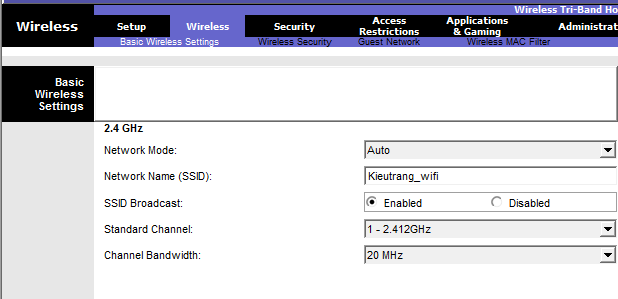 Wireless Tri-Band Ho
Wireless
Setup
Wireless
Security
Access Restrictions
Applications & Gaming
Administrat
Basic Wireless Settings
Wireless Security
Guest Network
Wireless MAC Filter
Basic
Wireless
Settings
2.4 GHz
Network Mode: Auto
Network Name (SSID): Kieutrang_wifi
SSID Broadcast: Enabled Disabled
Standard Channel: 1 - 2.412GHz
Channel Bandwidth: 20 MHz